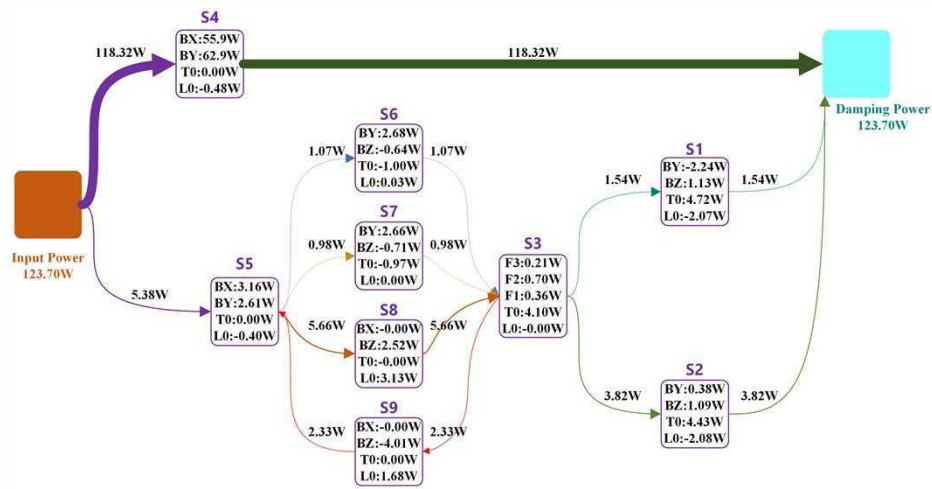 S4
118.32W
BX:55.9W
BY:62.9W
T0:0.00W
L0:-0.48W
118.32W
Damping Power
123.70W
Input Power
123.70W
5.38W
S5
BX:3.16W
BY:2.61W
T0:0.00W
L0:-0.40W
S6
1.07W
BY:2.68W
BZ:-0.64W
T0:-1.00W
L0:0.03W
1.07W
S7
0.98W
BY:2.66W
BZ:-0.71W
T0:-0.97W
L0:0.00W
0.98W
S8
5.66W
BX:-0.00W
BZ:2.52W
T0:-0.00W
L0:3.13W
5.66W
S9
2.33W
BX:-0.00W
BZ:-4.01W
T0:0.00W
L0:1.68W
2.33W
S3
F3:0.21W
F2:0.70W
F1:0.36W
T0:4.10W
L0:-0.00W
1.54W
S1
BY:-2.24W
BZ:1.13W
T0:4.72W
L0:-2.07W
1.54W
3.82W
S2
BY:0.38W
BZ:1.09W
T0:4.43W
L0:-2.08W
3.82W